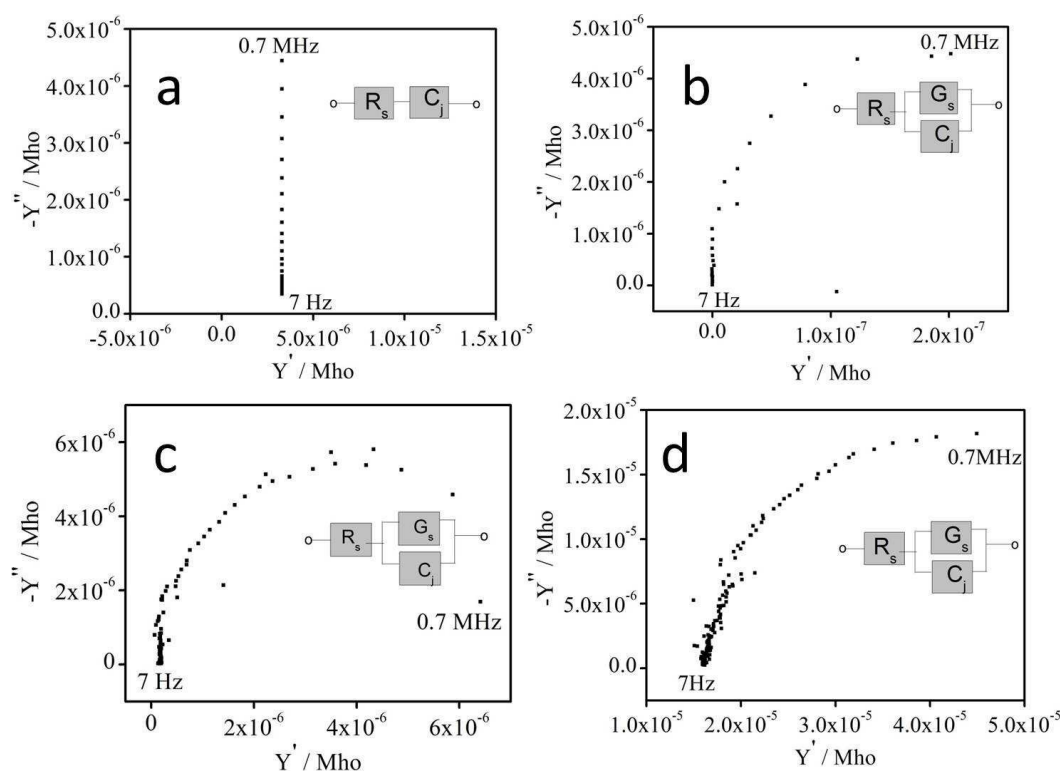 a
0.7 MHz
R_s C_j
7 Hz
-Y'' / Mho
5.0x10^-6
4.0x10^-6
3.0x10^-6
2.0x10^-6
1.0x10^-6
0.0
-5.0x10^-6 0.0 5.0x10^-6 1.0x10^-5 1.5x10^-5
Y' / Mho
b
0.7 MHz
R_s G_s C_j
7 Hz
-Y'' / Mho
5.0x10^-6
4.0x10^-6
3.0x10^-6
2.0x10^-6
1.0x10^-6
0.0
0.0 1.0x10^-7 2.0x10^-7
Y' / Mho
c
R_s G_s C_j
0.7 MHz
7 Hz
-Y'' / Mho
6x10^-6
4x10^-6
2x10^-6
0
0 2x10^-6 4x10^-6 6x10^-6
Y' / Mho
d
0.7MHz
R_s G_s C_j
7Hz
-Y'' / Mho
2.0x10^-5
1.5x10^-5
1.0x10^-5
5.0x10^-6
0.0
1.0x10^-5 2.0x10^-5 3.0x10^-5 4.0x10^-5 5.0x10^-5
Y' / Mho